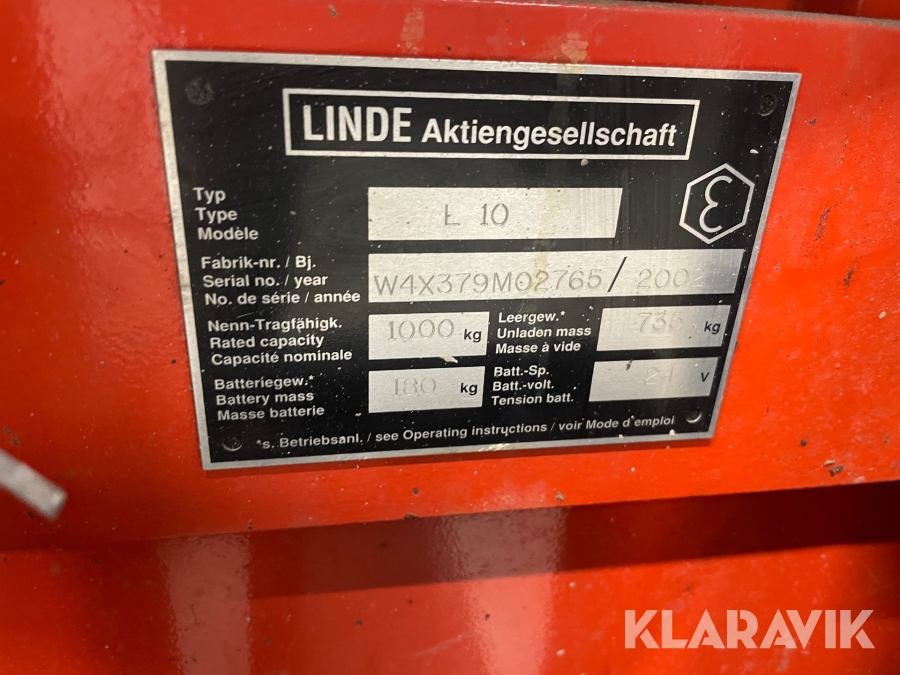 LINDE Aktiengesellschaft
Typ
Type
Modèle
L 10
Fabrik-nr. / Bj.
Serial no. / year
No. de série / année
W4X379M02765 /
Nenn-Tragfähigk.
Rated capacity
Capacité nominale
1000 kg
Leergew.*
Unladen mass
Masse à vide
735 kg
Batteriegew.*
Battery mass
Masse batterie
180 kg
Batt.-Sp.
Batt.-volt.
Tension batt.
24 V
*s. Betriebsanl. / see Operating instructions / voir Mode d'emploi
KLARAVIK